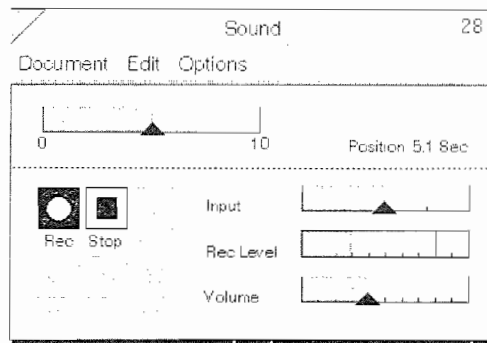 Sound 28
Document Edit Options
0 10 Position 5.1 Sec
Input
Rec Stop
Rec Level
Volume